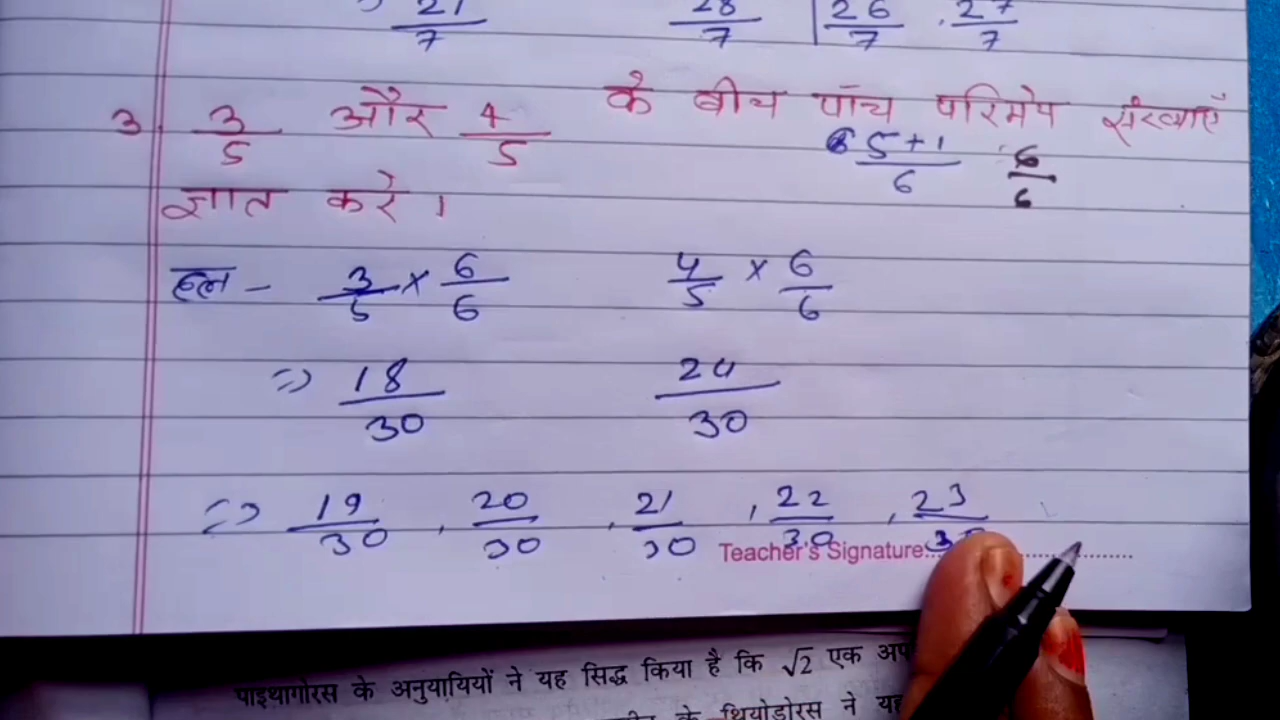 21/7 28/7 | 26/7 , 27/7
3. 3/5 और 4/5 के बीच पाँच परिमेय संख्याएँ
5+1/6 6/6
ज्ञात करे ।
हल - 3/5 × 6/6 4/5 × 6/6
=> 18/30 24/30
=> 19/30 , 20/30 , 21/30 , 22/30 , 23/30
Teacher's Signature:
पाइथागोरस के अनुयायियों ने यह सिद्ध किया है कि √2 एक
के थियोडोरस ने